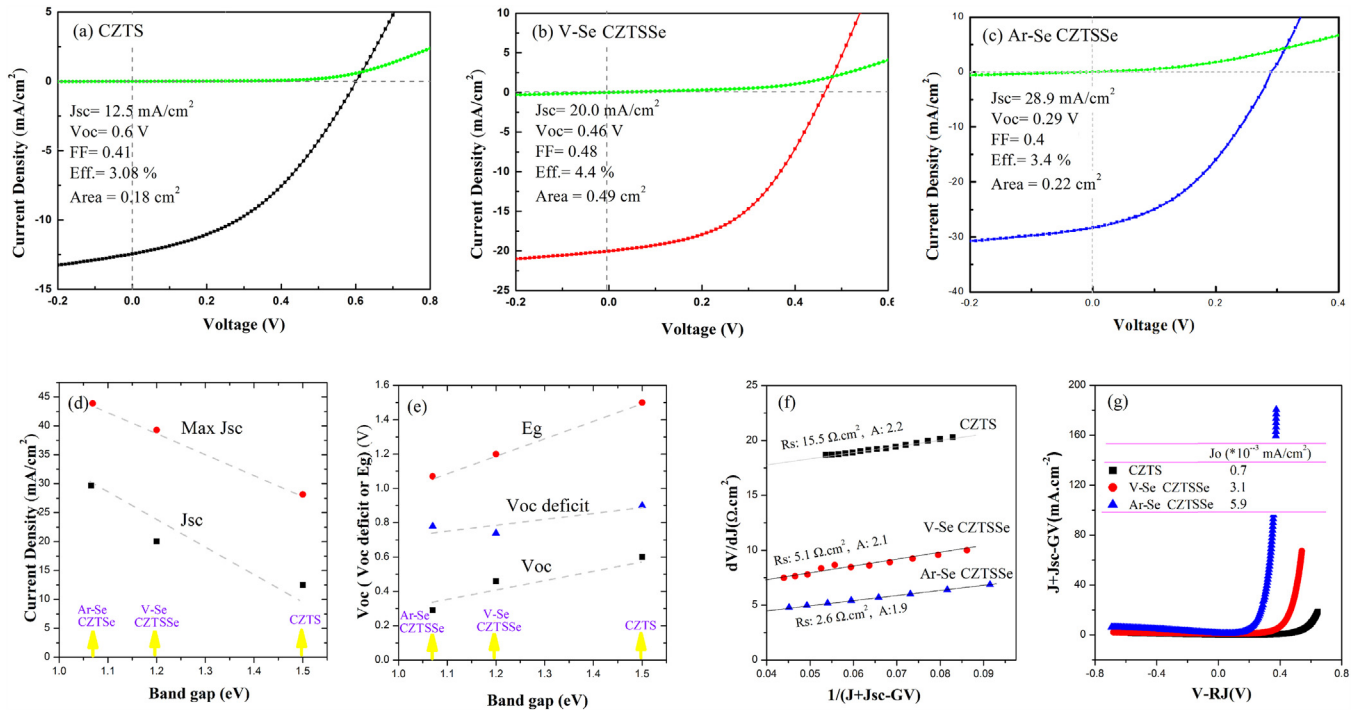 (a) CZTS
Jsc= 12.5 mA/cm²
Voc= 0.6 V
FF= 0.41
Eff.= 3.08 %
Area = 0.18 cm²
Current Density (mA/cm²)
5
0
-5
-10
-15
-0.2 0.0 0.2 0.4 0.6 0.8
Voltage (V)
(b) V-Se CZTSSe
Jsc= 20.0 mA/cm²
Voc= 0.46 V
FF= 0.48
Eff.= 4.4 %
Area = 0.49 cm²
Current Density (mA/cm²)
10
5
0
-5
-10
-15
-20
-25
-0.2 0.0 0.2 0.4 0.6
Voltage (V)
(c) Ar-Se CZTSSe
Jsc= 28.9 mA/cm²
Voc= 0.29 V
FF= 0.4
Eff.= 3.4 %
Area = 0.22 cm²
Current Density (mA/cm²)
10
0
-10
-20
-30
-40
-0.2 0.0 0.2 0.4
Voltage (V)
(d)
Max Jsc
Jsc
Ar-Se
CZTSe
V-Se
CZTSSe
CZTS
Current Density (mA/cm²)
45
40
35
30
25
20
15
10
5
0
1.0 1.1 1.2 1.3 1.4 1.5
Band gap (eV)
(e)
Eg
Voc deficit
Voc
Ar-Se
CZTSSe
V-Se
CZTSSe
CZTS
Voc ( Voc deficit or Eg) (V)
1.6
1.4
1.2
1.0
0.8
0.6
0.4
0.2
0.0
1.0 1.1 1.2 1.3 1.4 1.5
Band gap (eV)
(f)
Rs: 15.5 Ω.cm², A: 2.2
CZTS
V-Se CZTSSe
Rs: 5.1 Ω.cm², A: 2.1
Ar-Se CZTSSe
Rs: 2.6 Ω.cm², A:1.9
dV/dJ(Ω.cm²)
25
20
15
10
5
0
0.04 0.05 0.06 0.07 0.08 0.09
1/(J+Jsc-GV)
(g)
Jo (*10⁻³ mA/cm²)
CZTS 0.7
V-Se CZTSSe 3.1
Ar-Se CZTSSe 5.9
J+Jsc-GV(mA.cm-2)
200
160
120
80
40
0
-0.8 -0.4 0.0 0.4 0.8
V-RJ(V)